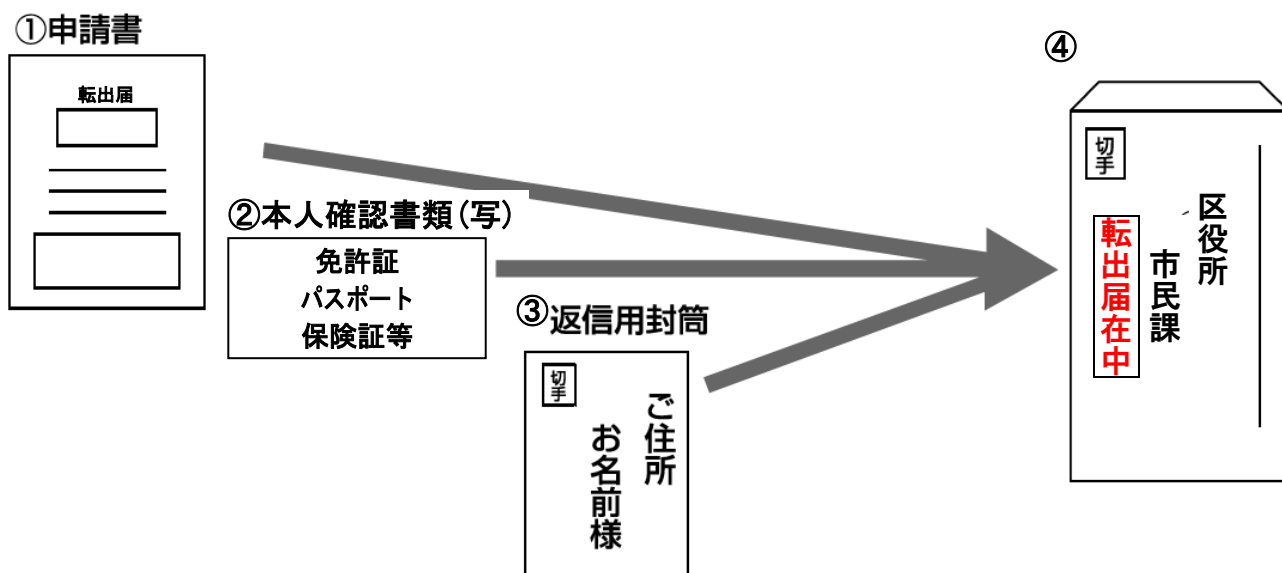 ①申請書
転出届
②本人確認書類(写)
免許証
パスポート
保険証等
③返信用封筒
切手
ご住所
お名前様
④
切手
区役所
市民課
転出届在中